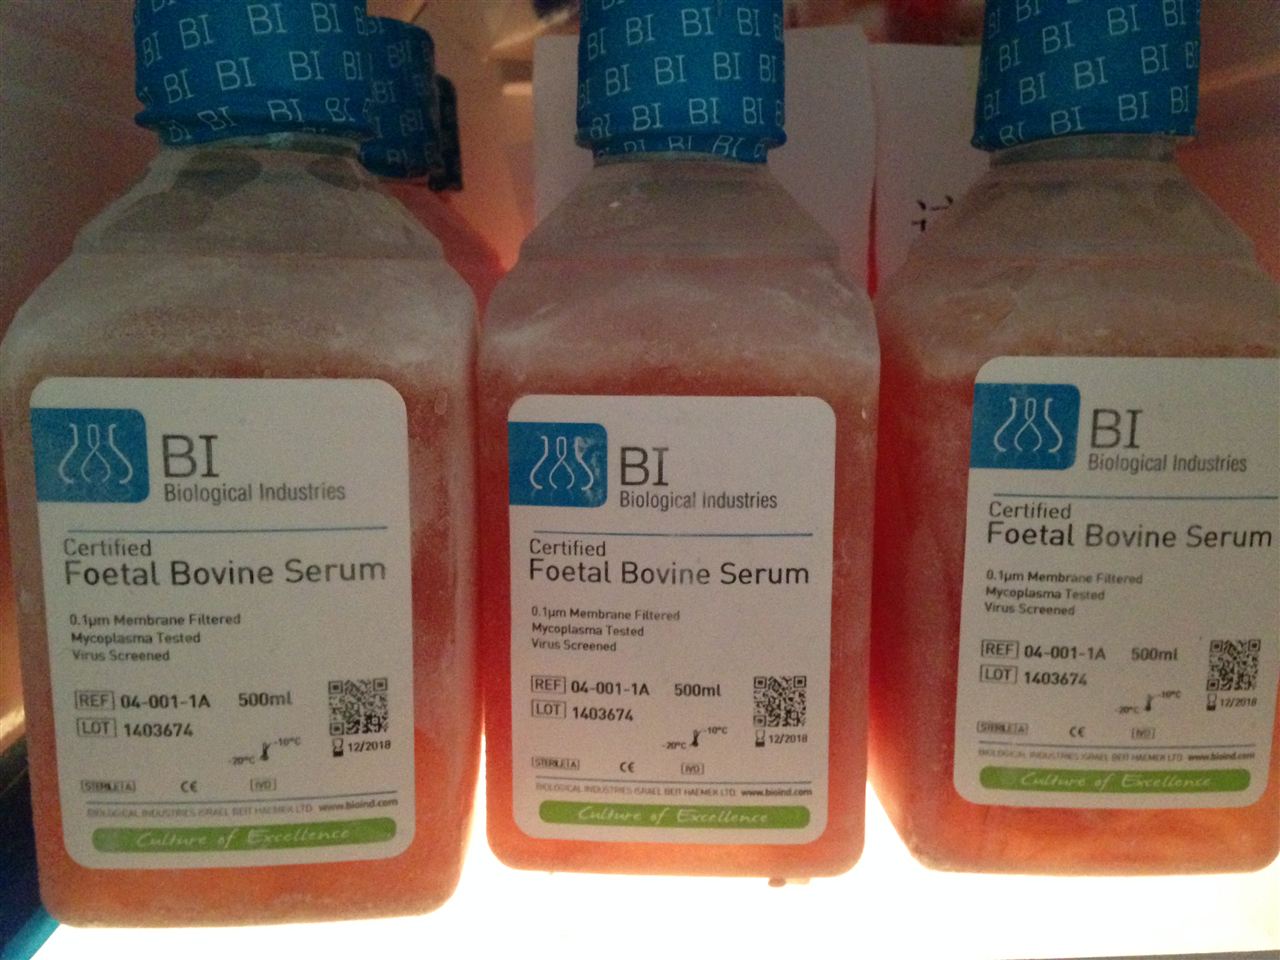 BI
Biological Industries
Certified
Foetal Bovine Serum
0.1µm Membrane Filtered
Mycoplasma Tested
Virus Screened
REF 04-001-1A 500ml
LOT 1403674
-20°C -10°C
12/2018
STERILE A CE IVD
BIOLOGICAL INDUSTRIES ISRAEL BEIT HAEMEK LTD. www.bioind.com
Culture of Excellence
BI
Biological Industries
Certified
Foetal Bovine Serum
0.1µm Membrane Filtered
Mycoplasma Tested
Virus Screened
REF 04-001-1A 500ml
LOT 1403674
-20°C -10°C
12/2018
STERILE A CE IVD
BIOLOGICAL INDUSTRIES ISRAEL BEIT HAEMEK LTD. www.bioind.com
Culture of Excellence
BI
Biological Industries
Certified
Foetal Bovine Serum
0.1µm Membrane Filtered
Mycoplasma Tested
Virus Screened
REF 04-001-1A 500ml
LOT 1403674
-20°C -10°C
12/2018
STERILE A CE IVD
BIOLOGICAL INDUSTRIES ISRAEL BEIT HAEMEK LTD. www.bioind.com
Culture of Excellence